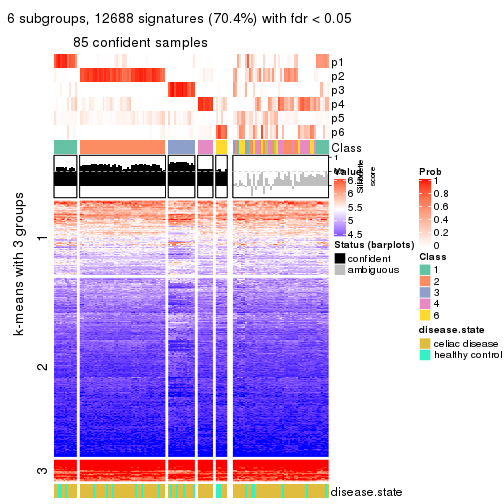 6 subgroups, 12688 signatures (70.4%) with fdr < 0.05
85 confident samples
p1
p2
p3
p4
p5
p6
Class
1
Silhouette
score
Value
6
5.5
5
4.5
Status (barplots)
confident
ambiguous
Prob
1
0.8
0.6
0.4
0.2
0
Class
1
2
3
4
6
disease.state
celiac disease
healthy control
k-means with 3 groups
1
2
3
disease.state